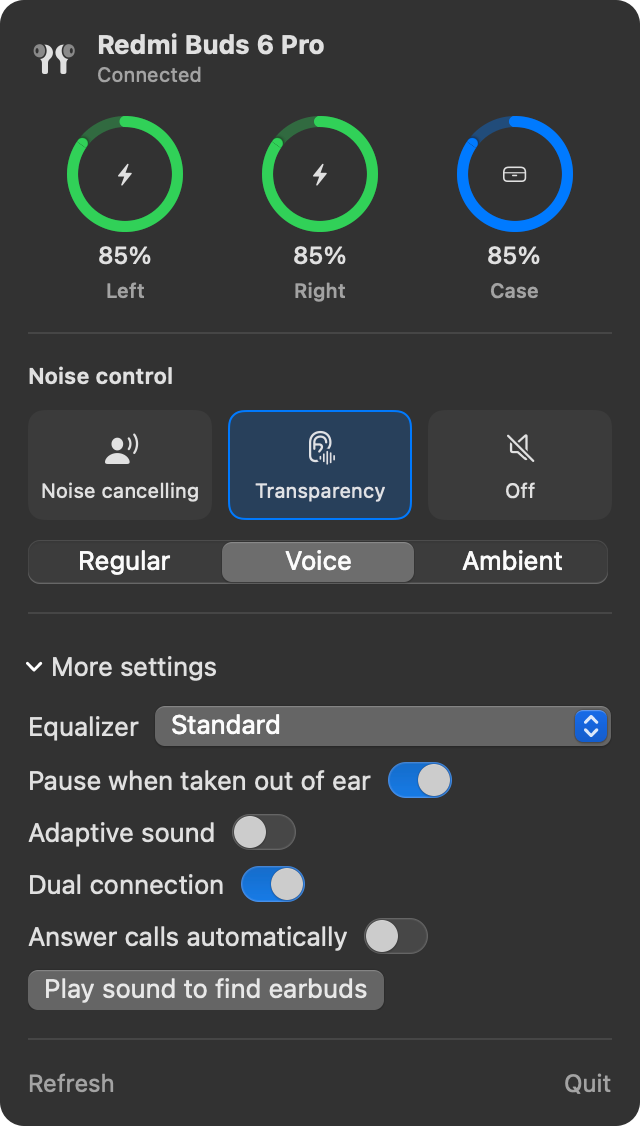 Redmi Buds 6 Pro
Connected
85% 85% 85%
Left Right Case
Noise control
Noise cancelling Transparency Off
Regular Voice Ambient
More settings
Equalizer Standard
Pause when taken out of ear
Adaptive sound
Dual connection
Answer calls automatically
Play sound to find earbuds
Refresh Quit